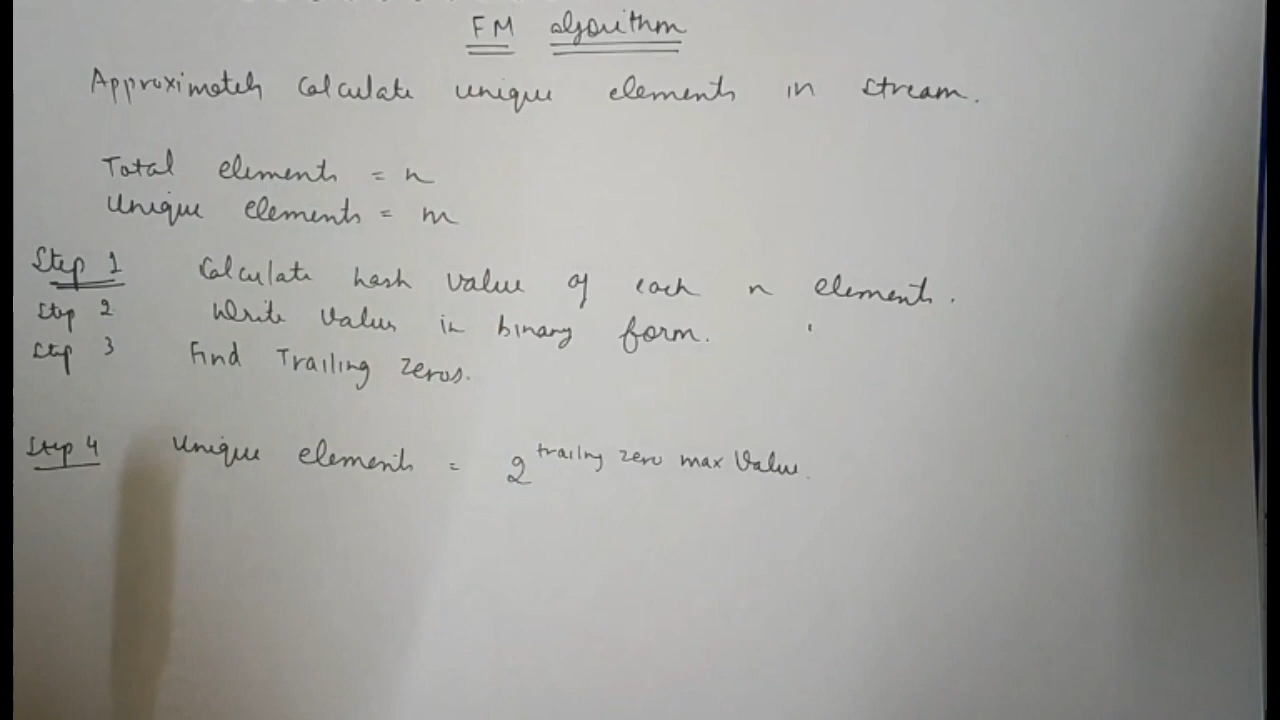 FM algorithm
Approximately calculate unique elements in stream.
Total elements = n
Unique elements = m
Step 1 Calculate hash value of each n element.
Step 2 Write values in binary form.
Step 3 Find Trailing zeros.
Step 4 Unique elements = 2^trailing zero max value.